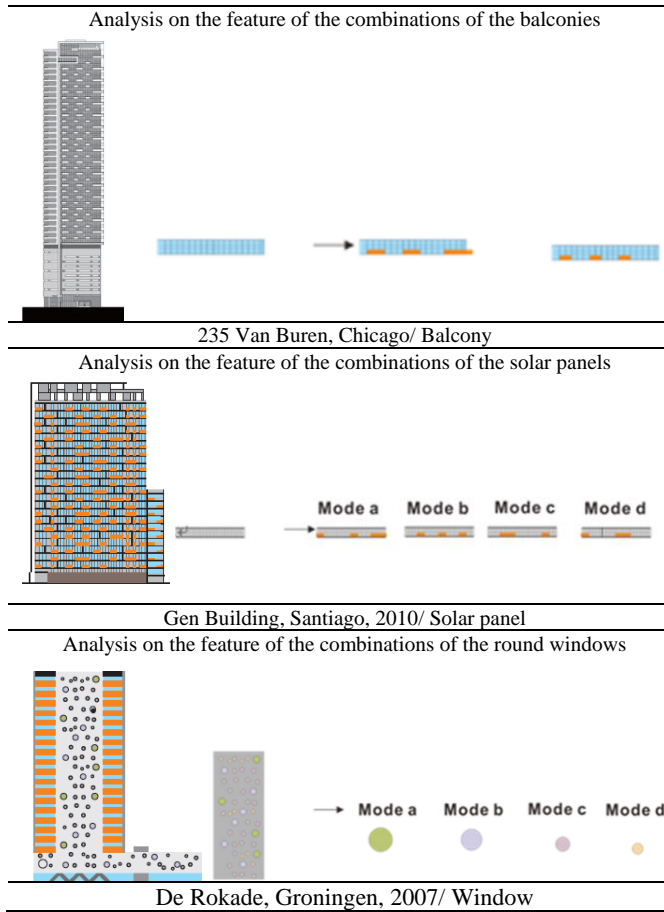 Analysis on the feature of the combinations of the balconies
235 Van Buren, Chicago/ Balcony
Analysis on the feature of the combinations of the solar panels
Mode a Mode b Mode c Mode d
Gen Building, Santiago, 2010/ Solar panel
Analysis on the feature of the combinations of the round windows
Mode a Mode b Mode c Mode d
De Rokade, Groningen, 2007/ Window